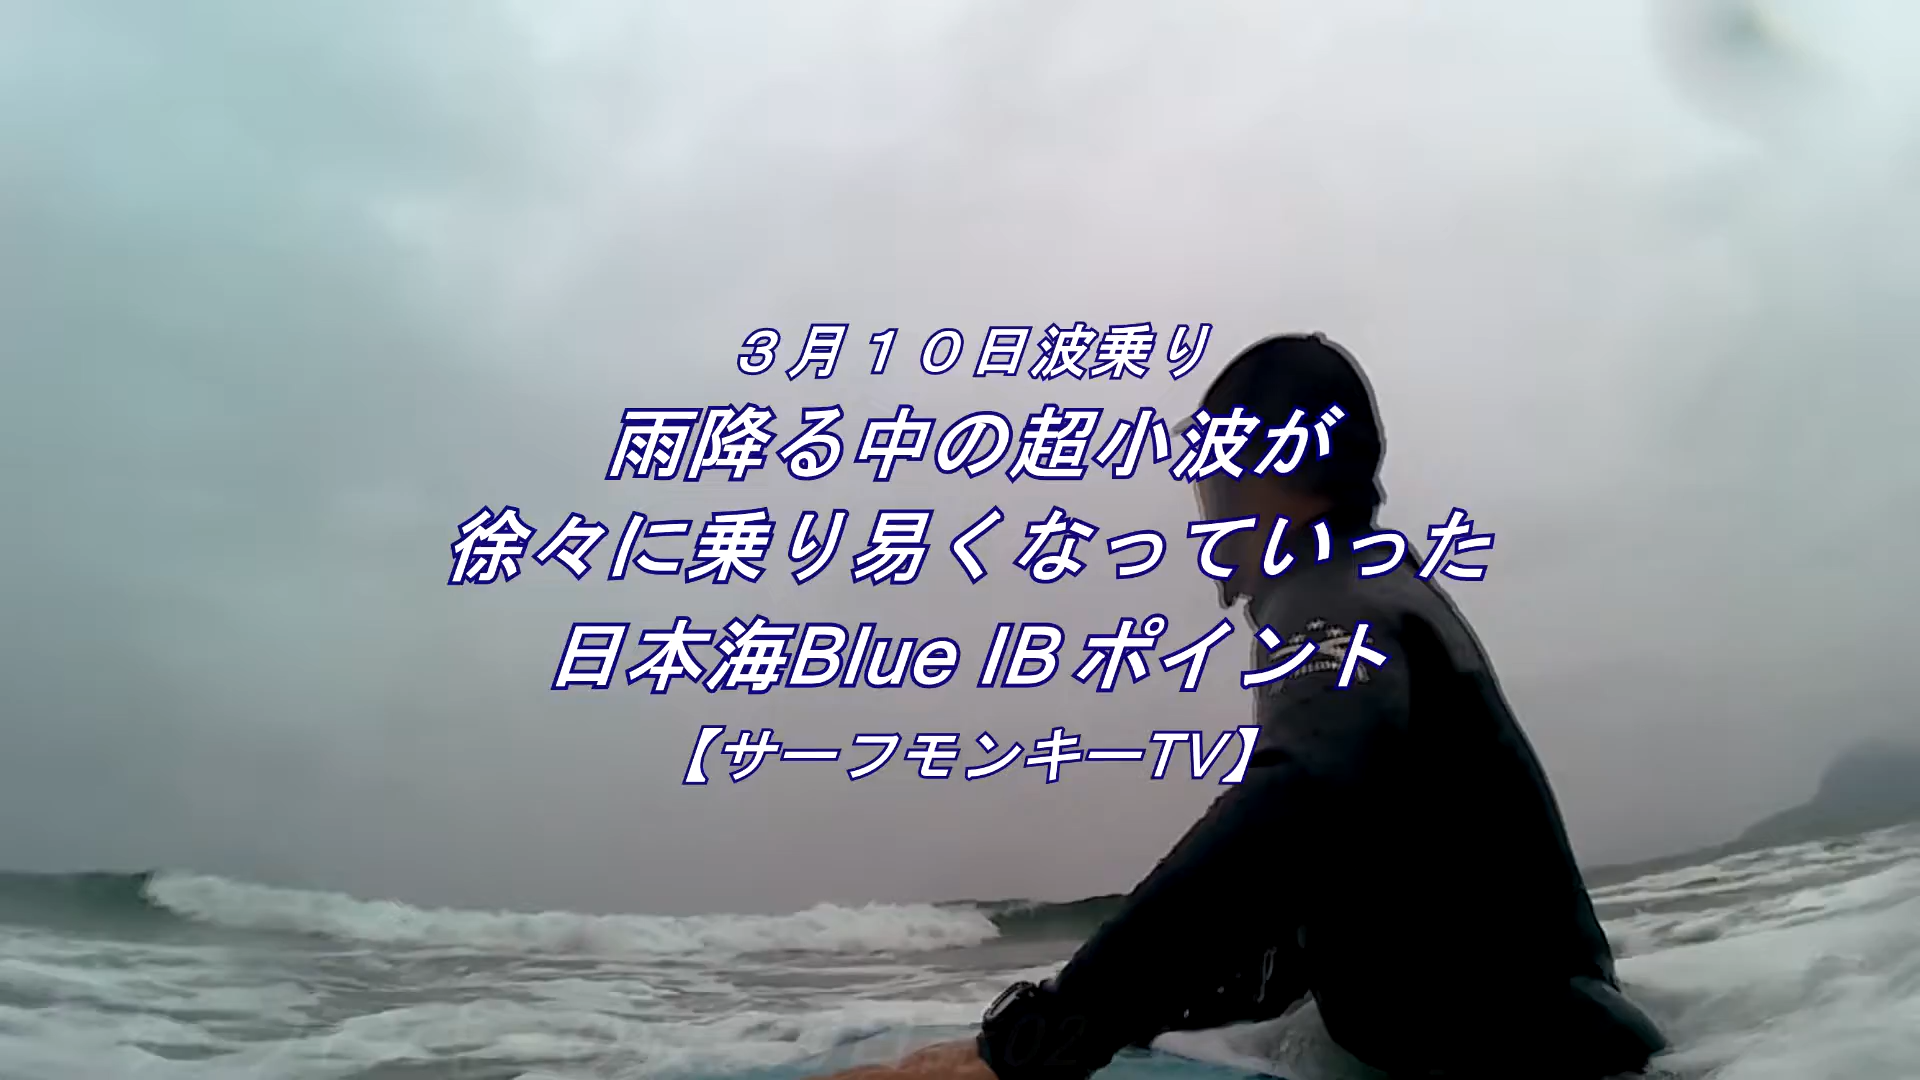 ３月１０日波乗り
雨降る中の超小波が
徐々に乗り易くなっていった
日本海Blue IBポイント
【サーフモンキーTV】